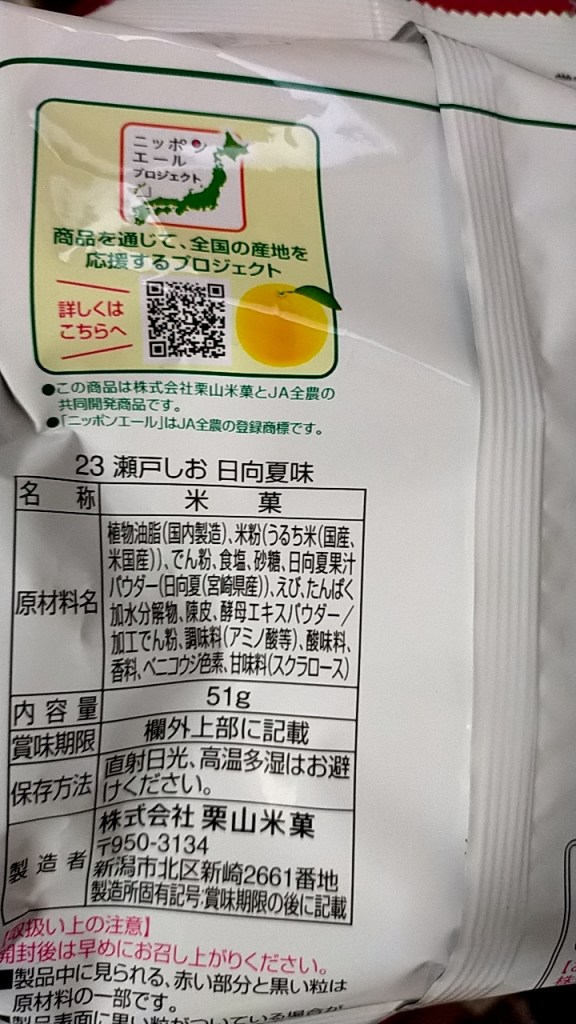 ニッポン
エール
プロジェクト
商品を通じて、全国の産地を
応援するプロジェクト
詳しくは
こちらへ
●この商品は株式会社栗山米菓とJA全農の
共同開発商品です。
●「ニッポンエール」はJA全農の登録商標です。
23 瀬戸しお 日向夏味
名 称 米 菓
原材料名
植物油脂(国内製造)、米粉(うるち米(国産、
米国産))、でん粉、食塩、砂糖、日向夏果汁
パウダー(日向夏(宮崎県産))、えび、たんぱく
加水分解物、陳皮、酵母エキスパウダー/
加工でん粉、調味料(アミノ酸等)、酸味料、
香料、ベニコウジ色素、甘味料(スクラロース)
内容量 51g
賞味期限 欄外上部に記載
保存方法 直射日光、高温多湿はお避
けください。
製造者 株式会社 栗山米菓
〒950-3134
新潟市北区新崎2661番地
製造所固有記号:賞味期限の後に記載
【取扱い上の注意】
開封後は早めにお召し上がりください。
■製品中に見られる、赤い部分と黒い粒は
原材料の一部です。
■製品表面に黒い粒がついている場合が